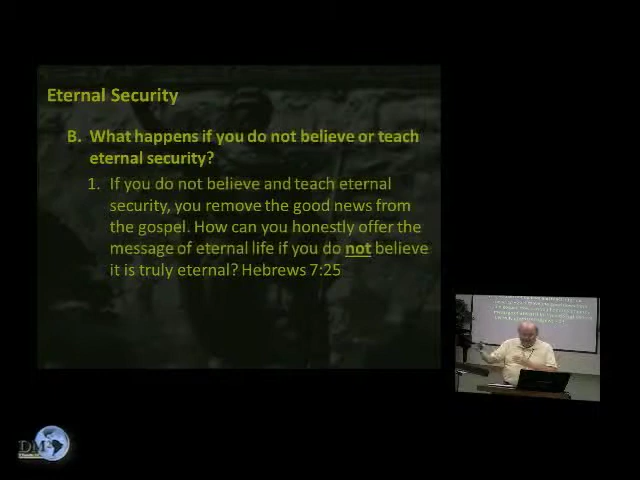 Eternal Security
B. What happens if you do not believe or teach
eternal security?
1. If you do not believe and teach eternal
security, you remove the good news from
the gospel. How can you honestly offer the
message of eternal life if you do not believe
it is truly eternal? Hebrews 7:25